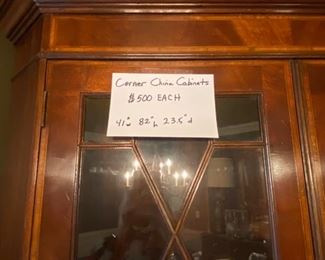 Corner China Cabinets
$500 EACH
41"w 82"h 23.5"d